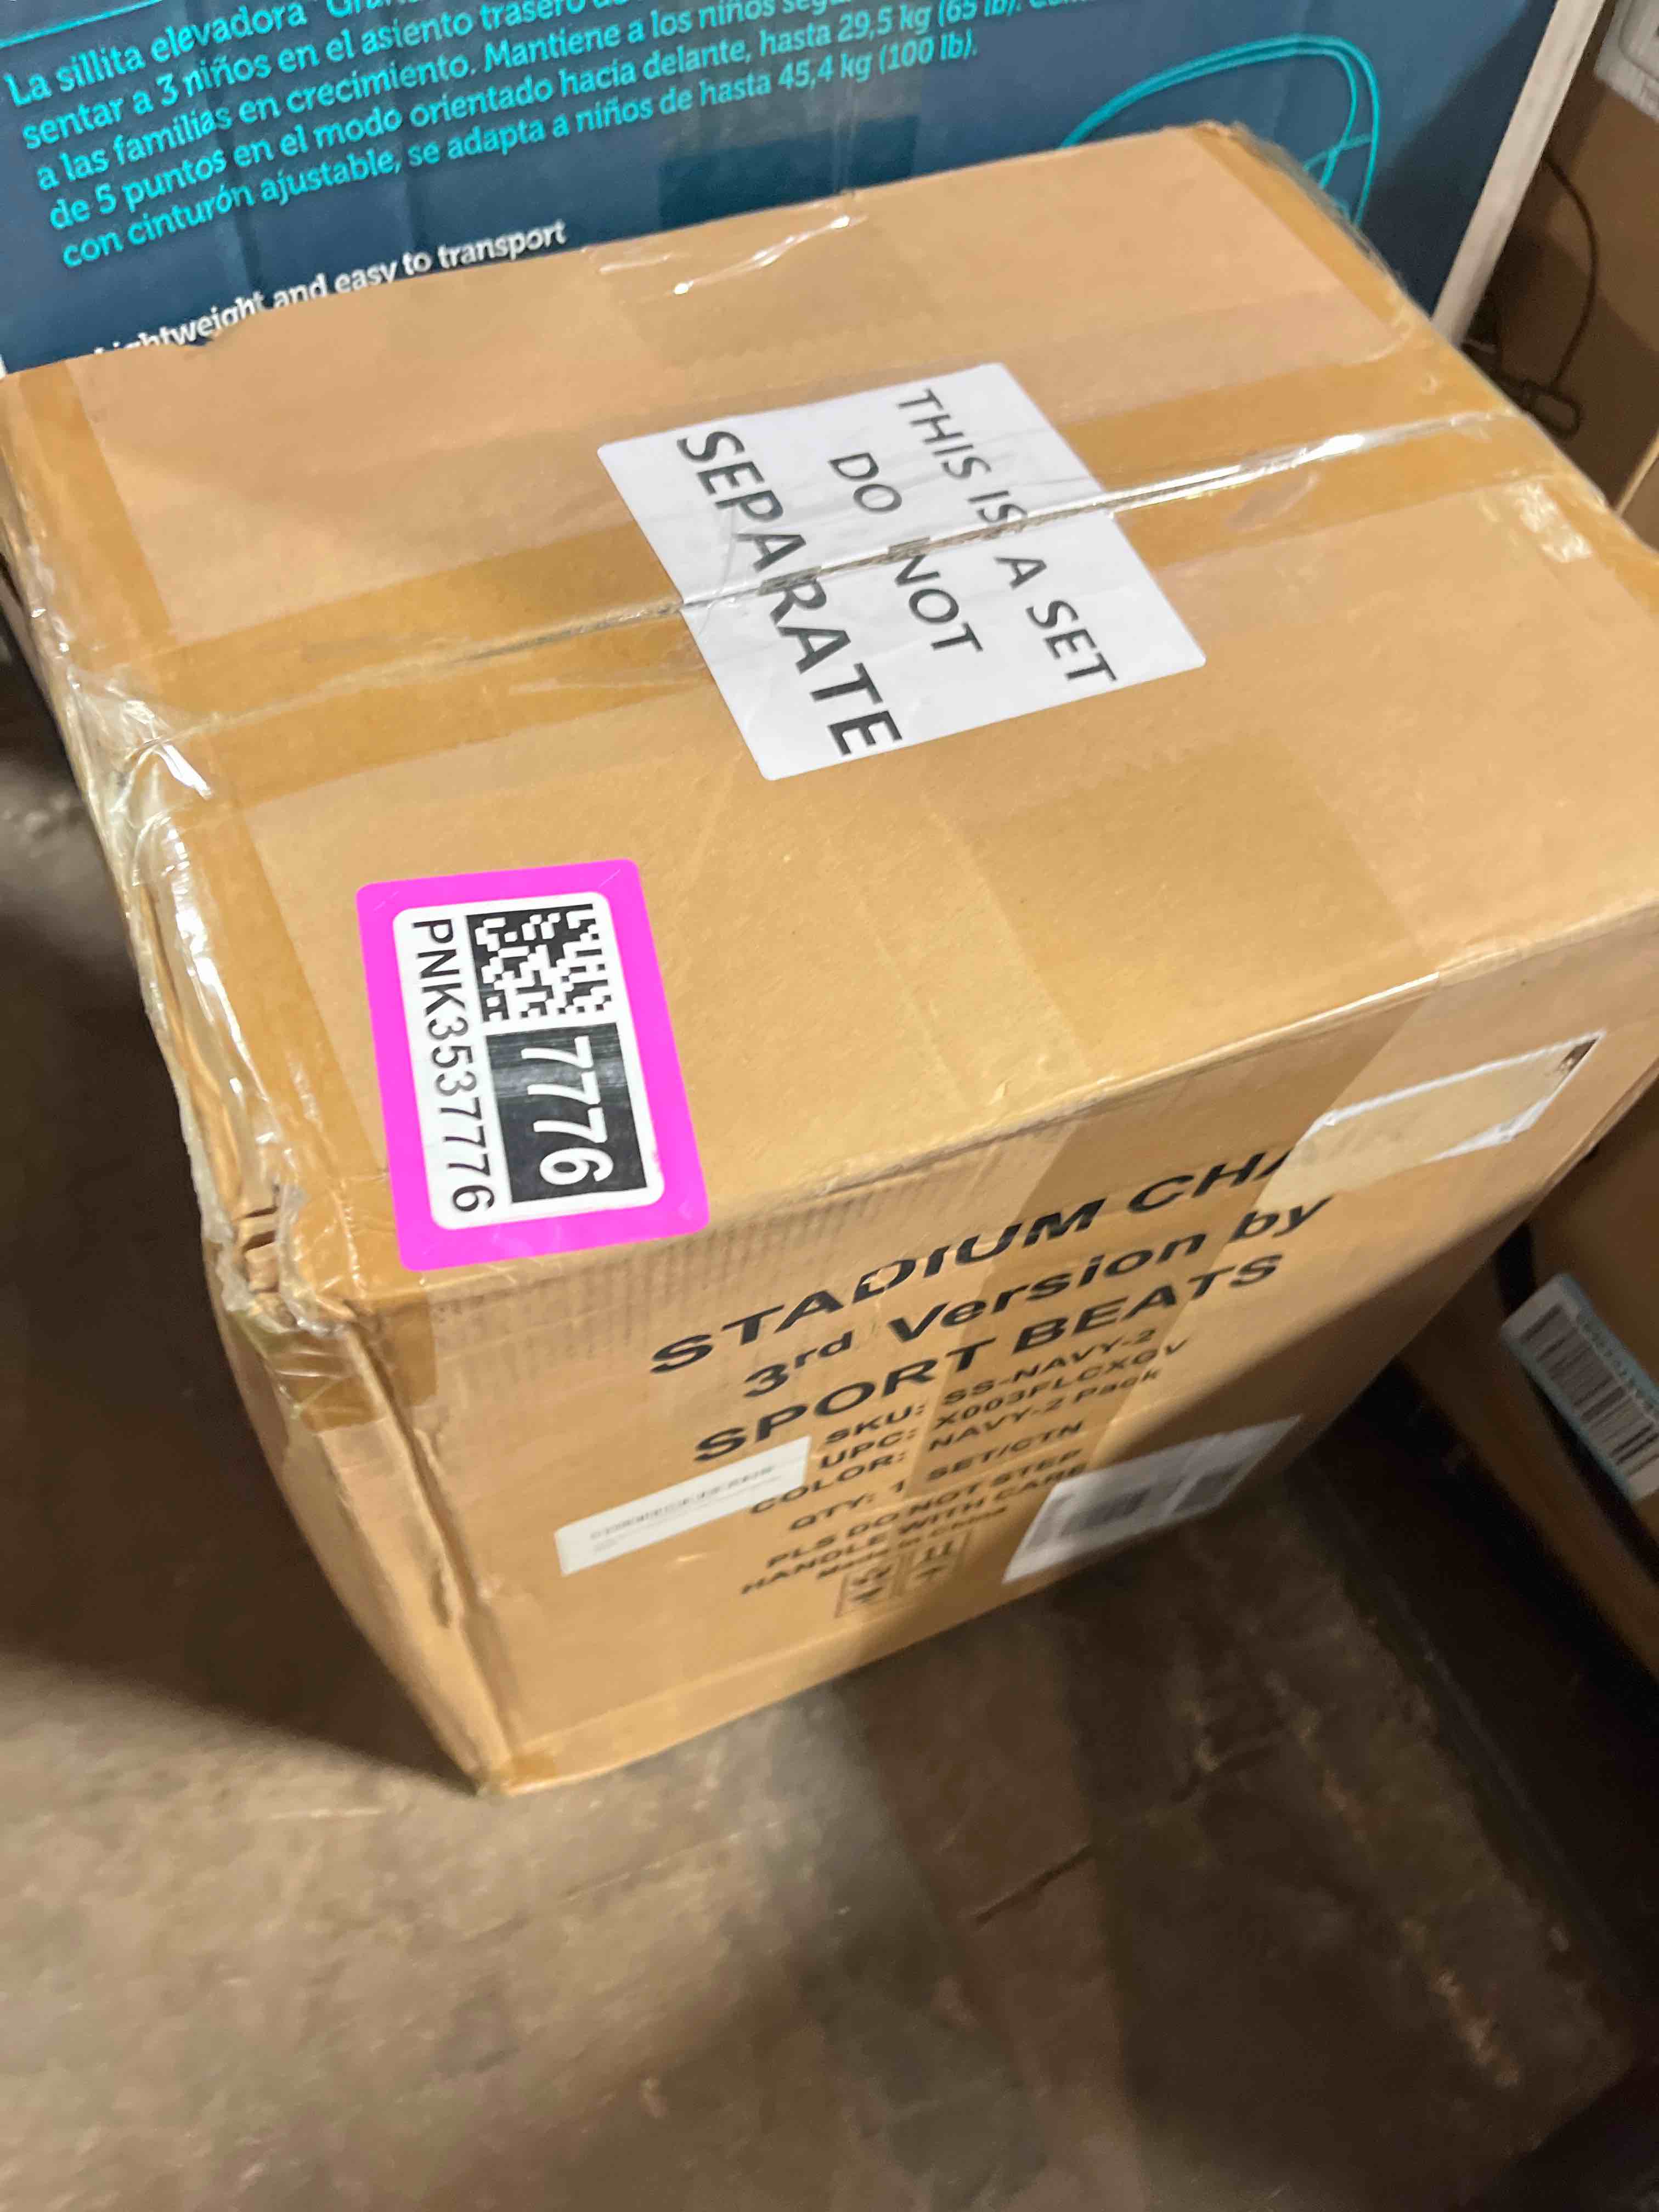 La sillita elevadora
sentar a 3 niños en el asiento trasero
a las familias en crecimiento. Mantiene a los niños
de 5 puntos en el modo orientado hacia delante, hasta 29,5 kg (65 lb).
con cinturón ajustable, se adapta a niños de hasta 45,4 kg (100 lb).
Lightweight and easy to transport
THIS IS A SET
DO NOT
SEPARATE
7776
PNK3537776
STADIUM
3rd Version by
SPORT BEATS
SKU: SS-NAVY-2
UPC: X003FLCXGV
COLOR: NAVY-2 Pack
QTY: 1 SET/CTN
PLS DO NOT STEP
HANDLE WITH CARE
Made in China